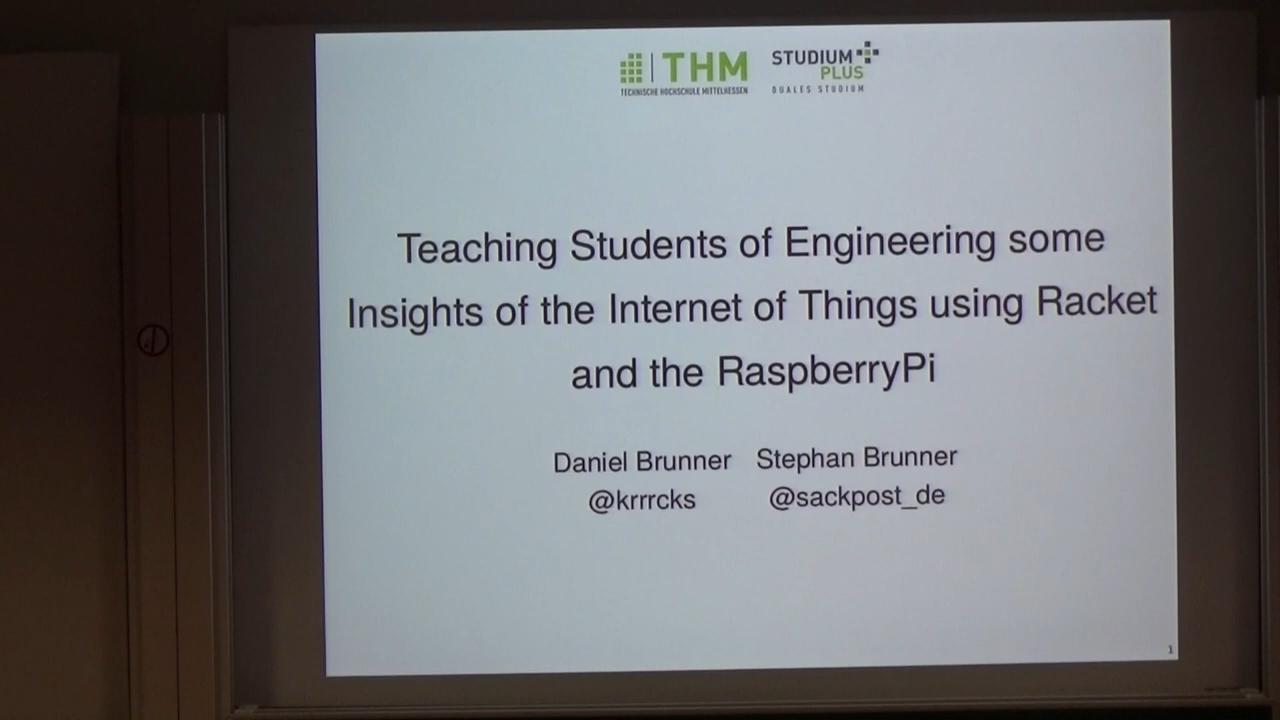 THM
TECHNISCHE HOCHSCHULE MITTELHESSEN
STUDIUM
PLUS
DUALES STUDIUM
Teaching Students of Engineering some
Insights of the Internet of Things using Racket
and the RaspberryPi
Daniel Brunner Stephan Brunner
@krrrcks @sackpost_de
1